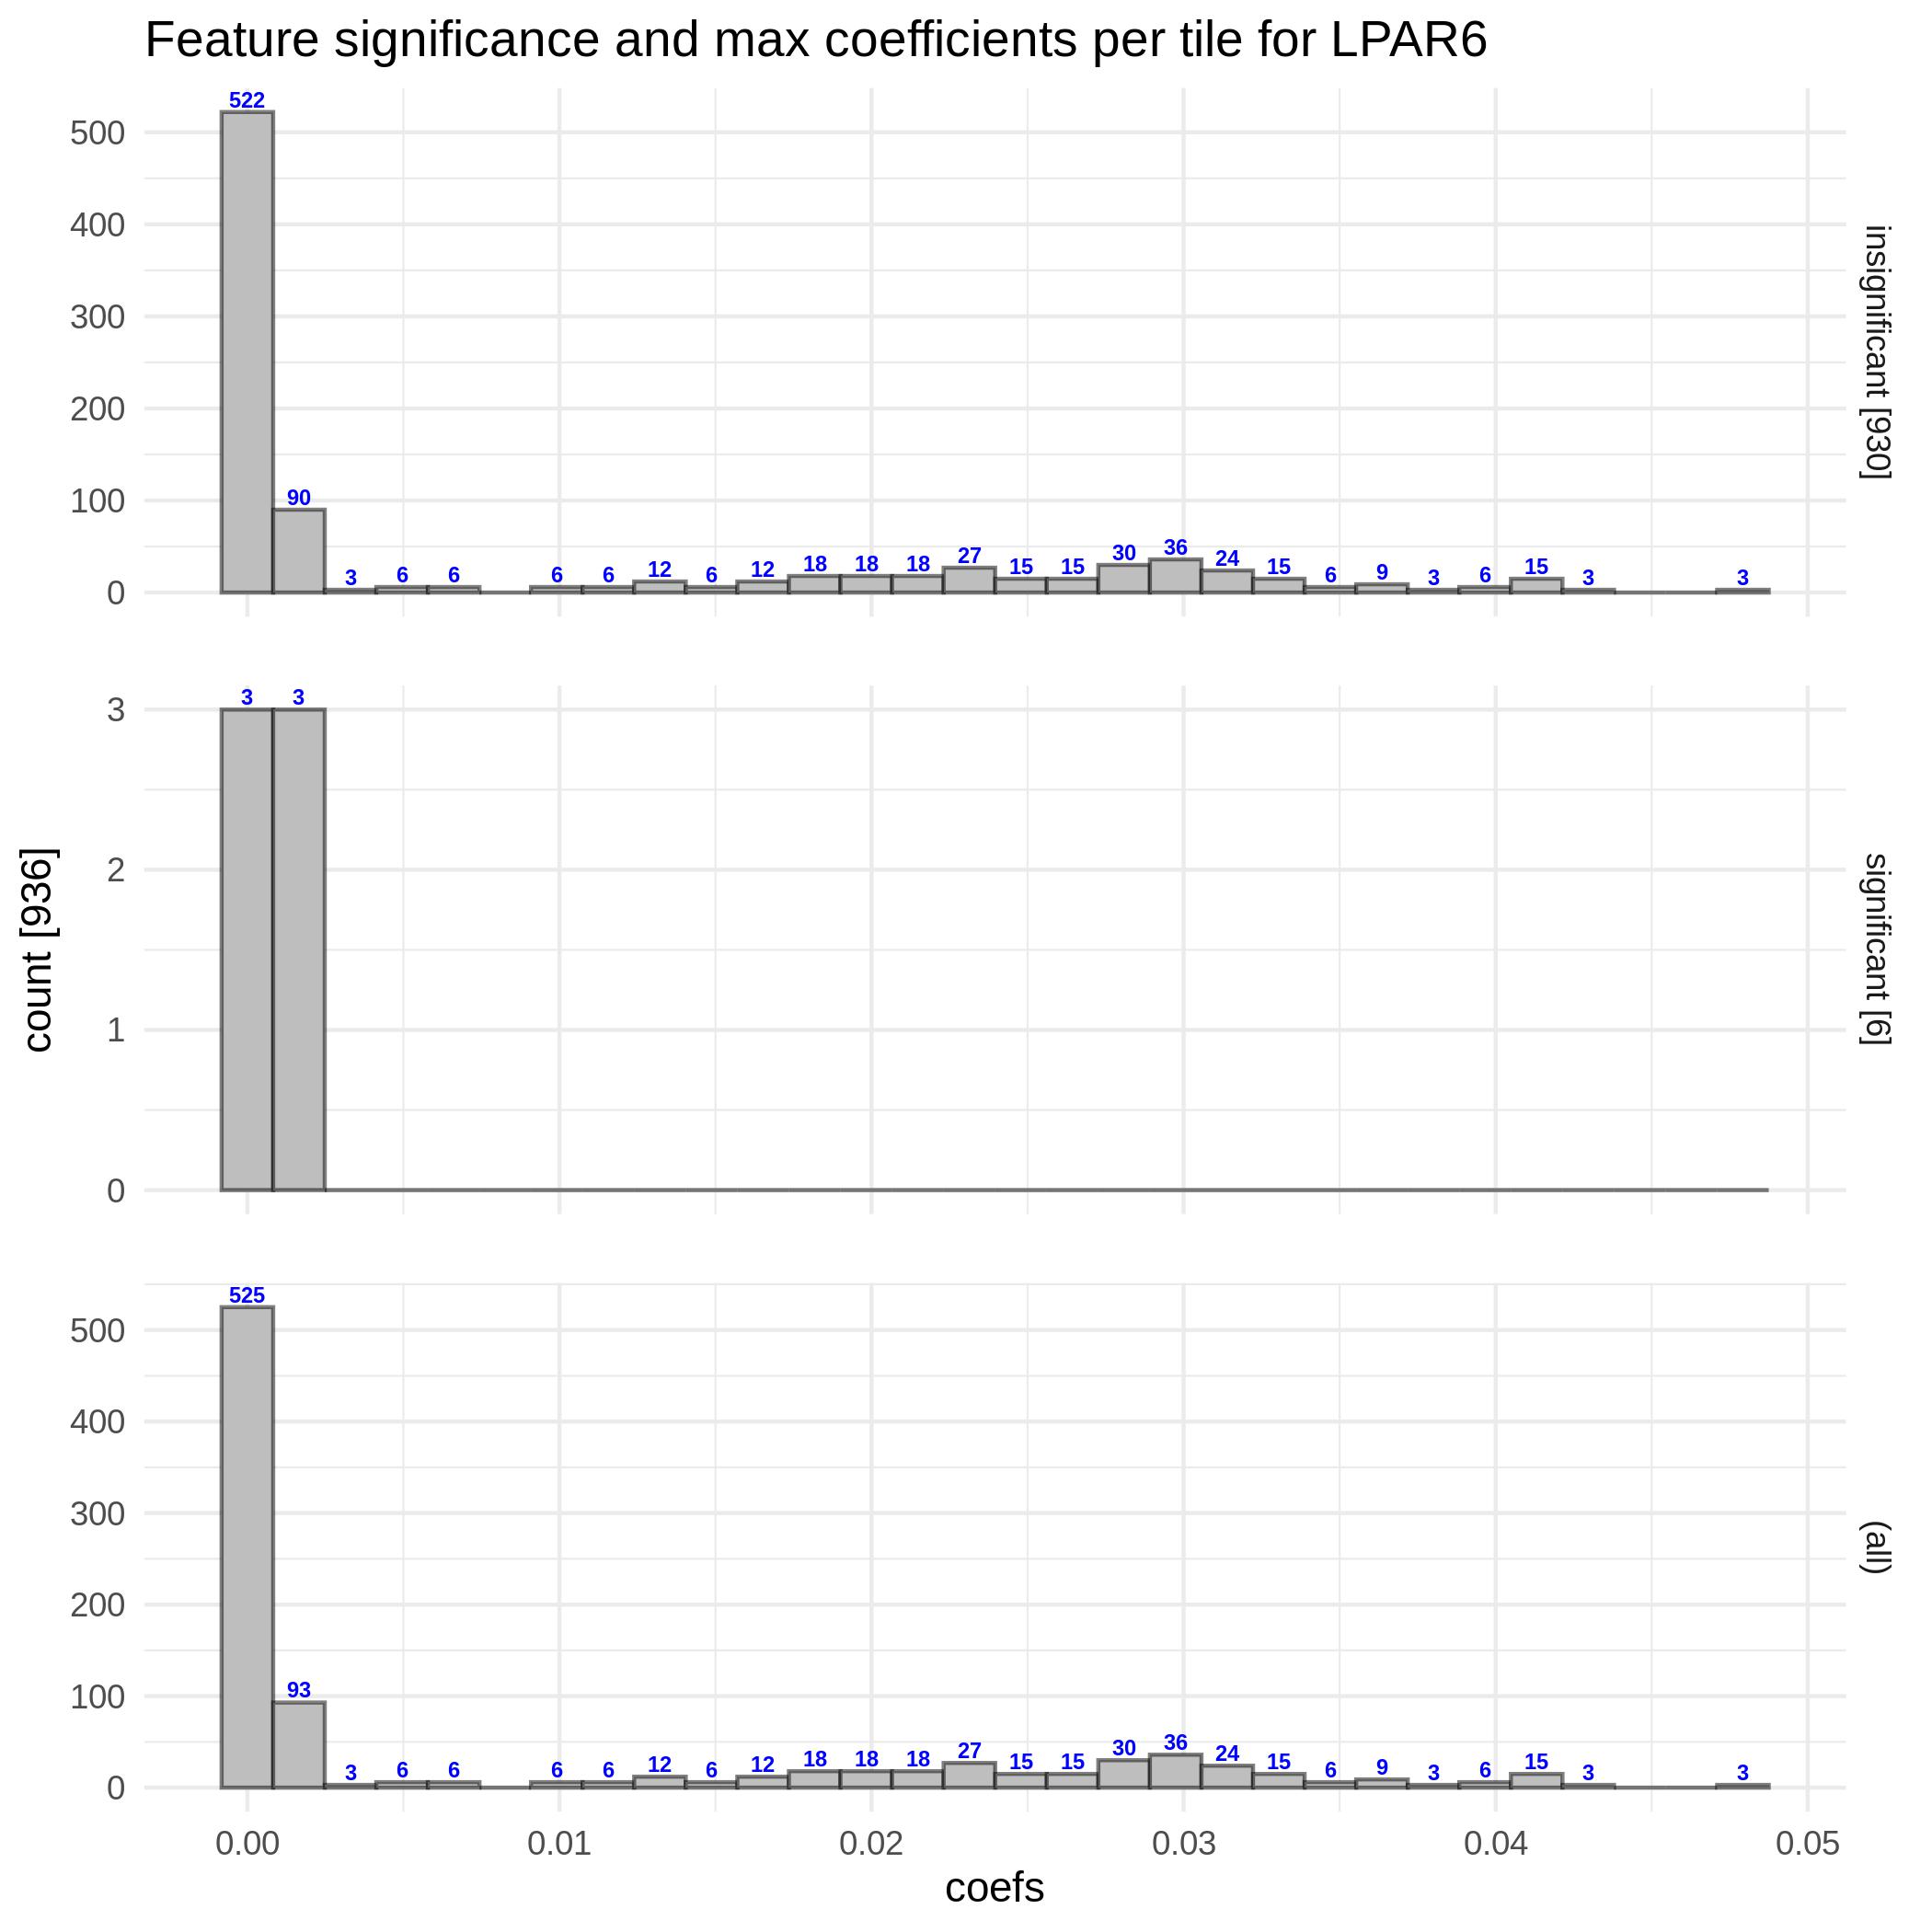 Feature significance and max coefficients per tile for LPAR6
522
500
400
300
200
100
0
90
3 6 6 6 6 12 6 12 18 18 18 27 15 15 30 36 24 15 6 9 3 6 15 3 3
insignificant [930]
3 3
3
2
1
0
significant [6]
count [936]
525
500
400
300
200
100
0
93
3 6 6 6 6 12 6 12 18 18 18 27 15 15 30 36 24 15 6 9 3 6 15 3 3
(all)
0.00 0.01 0.02 0.03 0.04 0.05
coefs